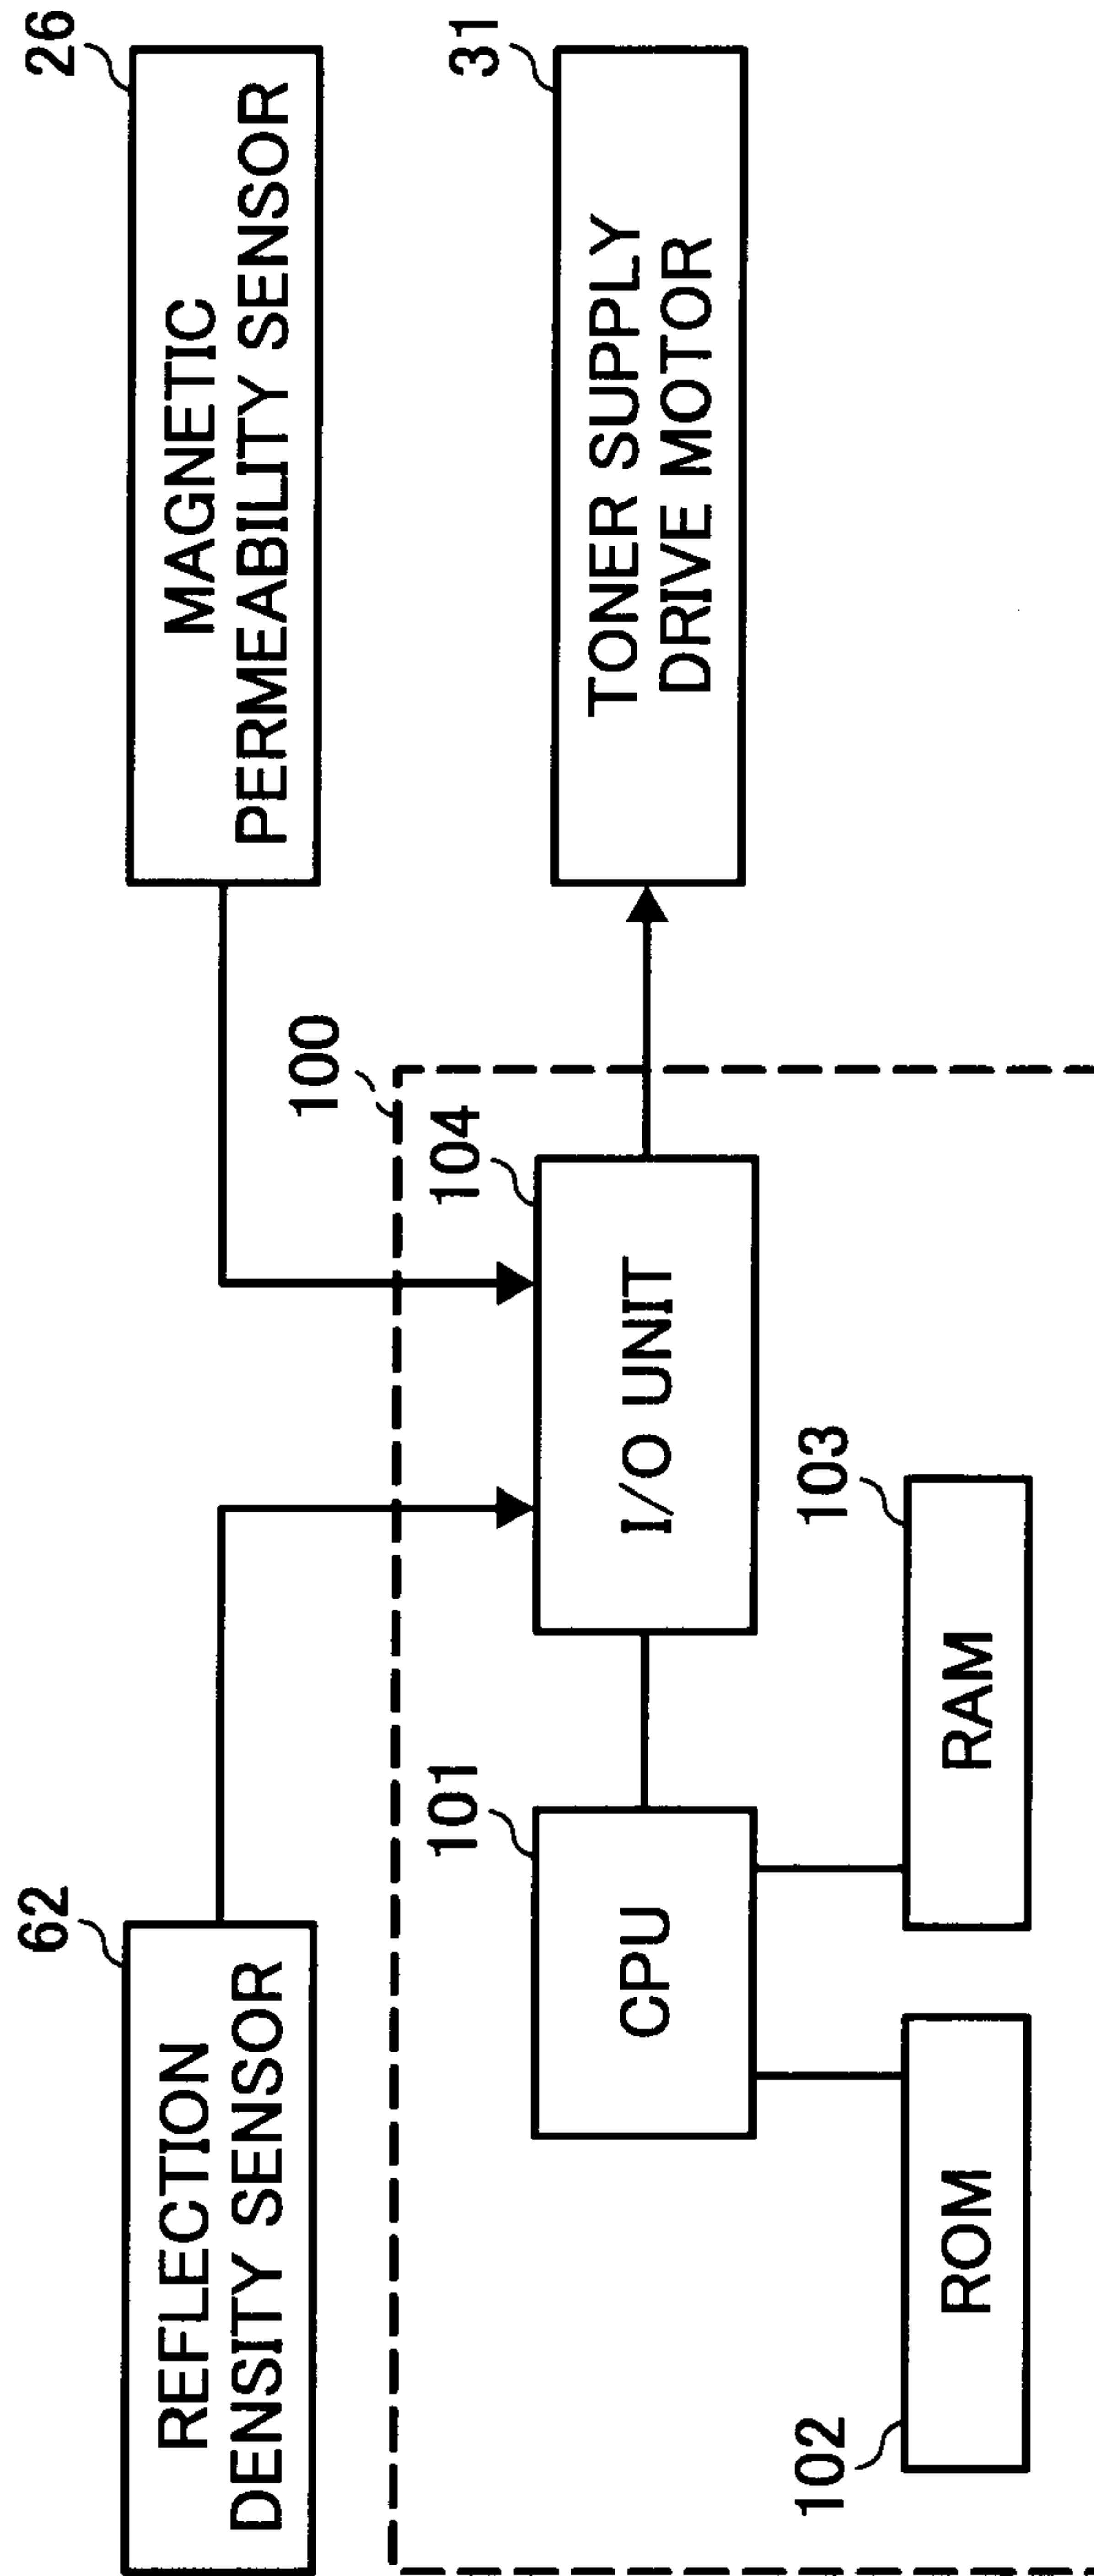 62
REFLECTION
DENSITY SENSOR
26
MAGNETIC
PERMEABILITY SENSOR
100
101
CPU
104
I/O UNIT
31
TONER SUPPLY
DRIVE MOTOR
102
ROM
103
RAM